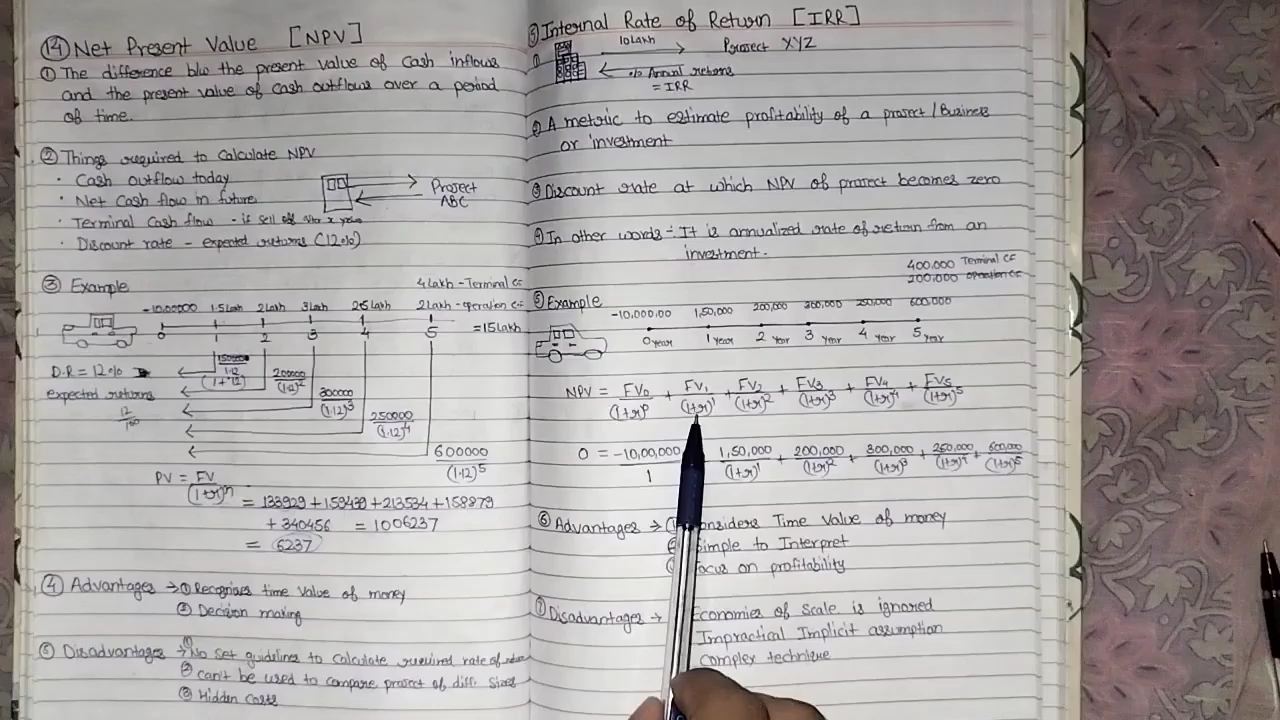 ⑭ Net Present Value [NPV]
① The difference b/w the present value of cash inflows
and the present value of cash outflows over a period
of time.
② Things required to calculate NPV
· Cash outflow today
· Net Cash flow in future
· Terminal Cash flow - if sell off after x years
· Discount rate - expected returns (12%)
Project
ABC
③ Example
4 Lakh - Terminal CF
-10,00000 1.5 Lakh 2 Lakh 3 Lakh 2.5 Lakh 2 Lakh - operation CF
0 1 2 3 4 5 = 15 Lakh
D.R = 12%
expected returns
12/100
150000/1.12
(1+.12)
200000/(1.12)²
300000/(1.12)³
250000/(1.12)⁴
600000/(1.12)⁵
PV = FV/(1+r)ⁿ
= 133929 + 159439 + 213534 + 158879
+ 340456 = 1006237
= 6237
④ Advantages → ① Recognises time value of money
② Decision making
⑤ Disadvantages → ① No set guidelines to calculate required rate of return
② can't be used to compare project of diff. sizes
③ Hidden costs
Internal Rate of Return [IRR]
① 10 Lakh Project XYZ
% Annual returns
= IRR
② A metric to estimate profitability of a project / Business
or investment
③ Discount rate at which NPV of project becomes zero
④ In other words - It is annualized rate of return from an
investment.
400,000 Terminal CF
200,000 operation CF
⑤ Example
-10,000,00 1,50,000 200,000 300,000 250,000 600,000
0 year 1 year 2 year 3 year 4 year 5 year
NPV = FV₀/(1+r)⁰ + FV₁/(1+r)¹ + FV₂/(1+r)² + FV₃/(1+r)³ + FV₄/(1+r)⁴ + FV₅/(1+r)⁵
0 = -10,00,000/1 1,50,000/(1+r)¹ + 200,000/(1+r)² + 300,000/(1+r)³ + 250,000/(1+r)⁴ + 600,000/(1+r)⁵
⑥ Advantages → Considers Time Value of money
Simple to Interpret
Focus on profitability
⑦ Disadvantages → Economies of Scale is ignored
Impractical Implicit assumption
Complex technique